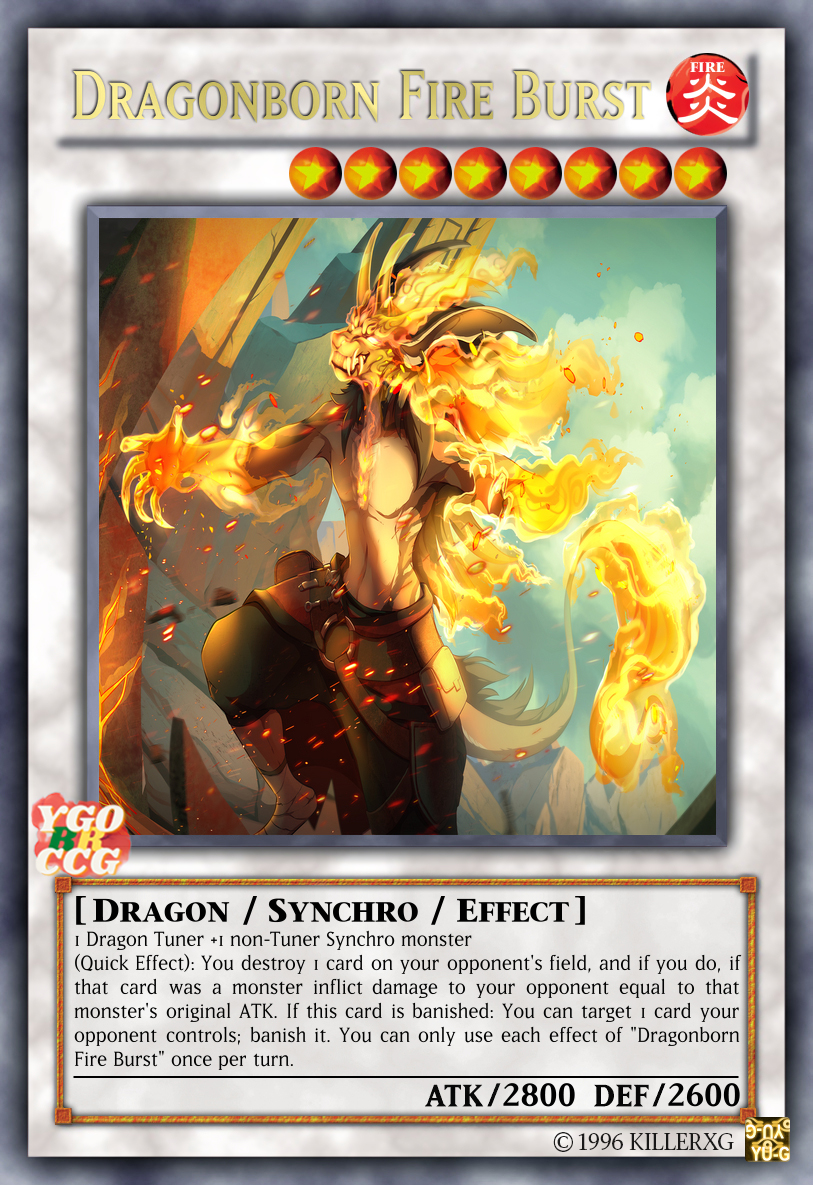 Dragonborn Fire Burst
FIRE
炎
YGO
BR
CCG
[ Dragon / Synchro / Effect ]
1 Dragon Tuner +1 non-Tuner Synchro monster
(Quick Effect): You destroy 1 card on your opponent's field, and if you do, if
that card was a monster inflict damage to your opponent equal to that
monster's original ATK. If this card is banished: You can target 1 card your
opponent controls; banish it. You can only use each effect of "Dragonborn
Fire Burst" once per turn.
ATK/2800 DEF/2600
© 1996 KILLERXG